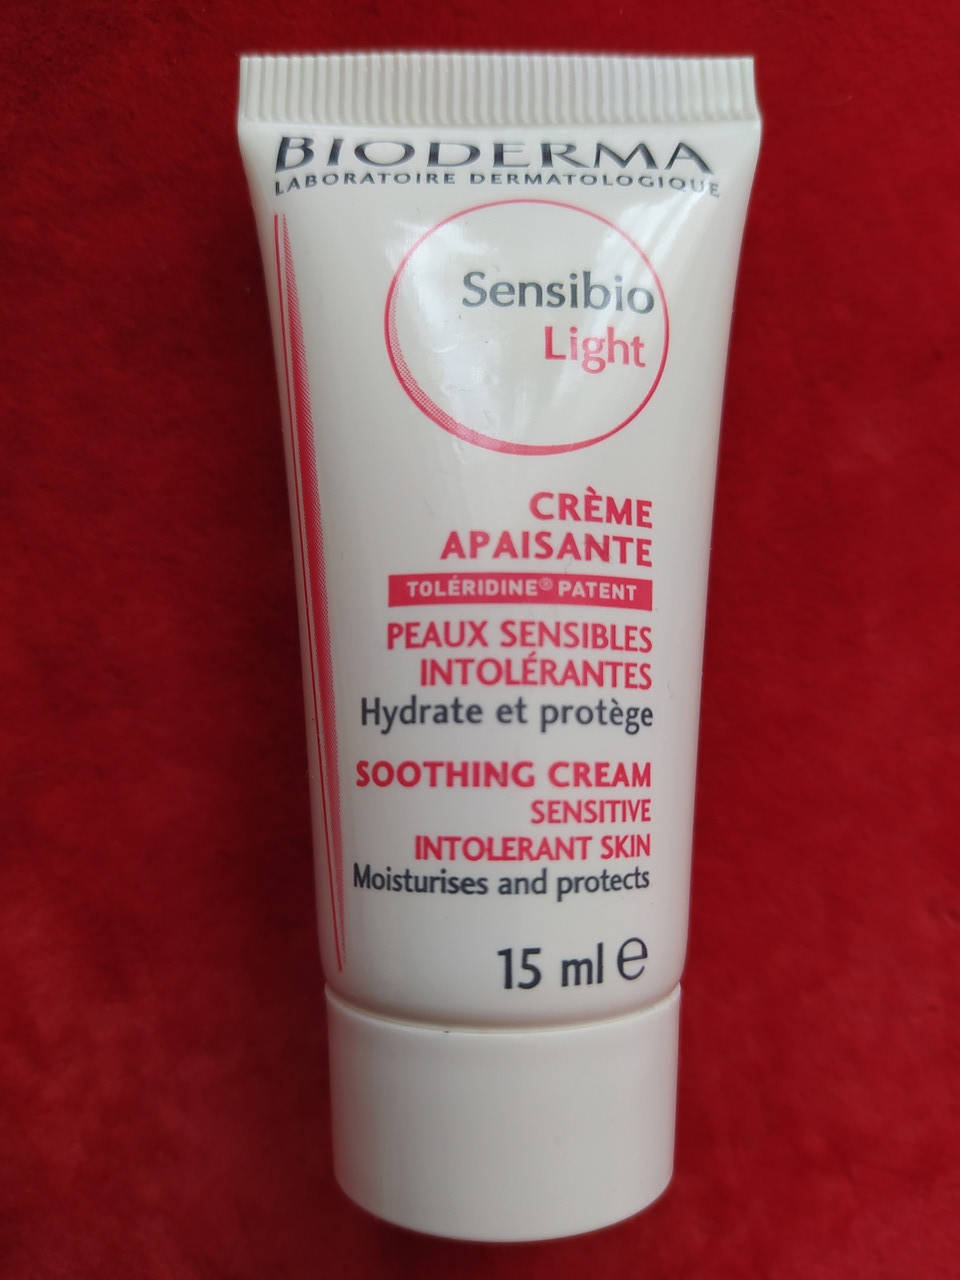 BIODERMA
LABORATOIRE DERMATOLOGIQUE
Sensibio
Light
CRÈME
APAISANTE
TOLÉRIDINE® PATENT
PEAUX SENSIBLES
INTOLÉRANTES
Hydrate et protège
SOOTHING CREAM
SENSITIVE
INTOLERANT SKIN
Moisturises and protects
15 ml ℮